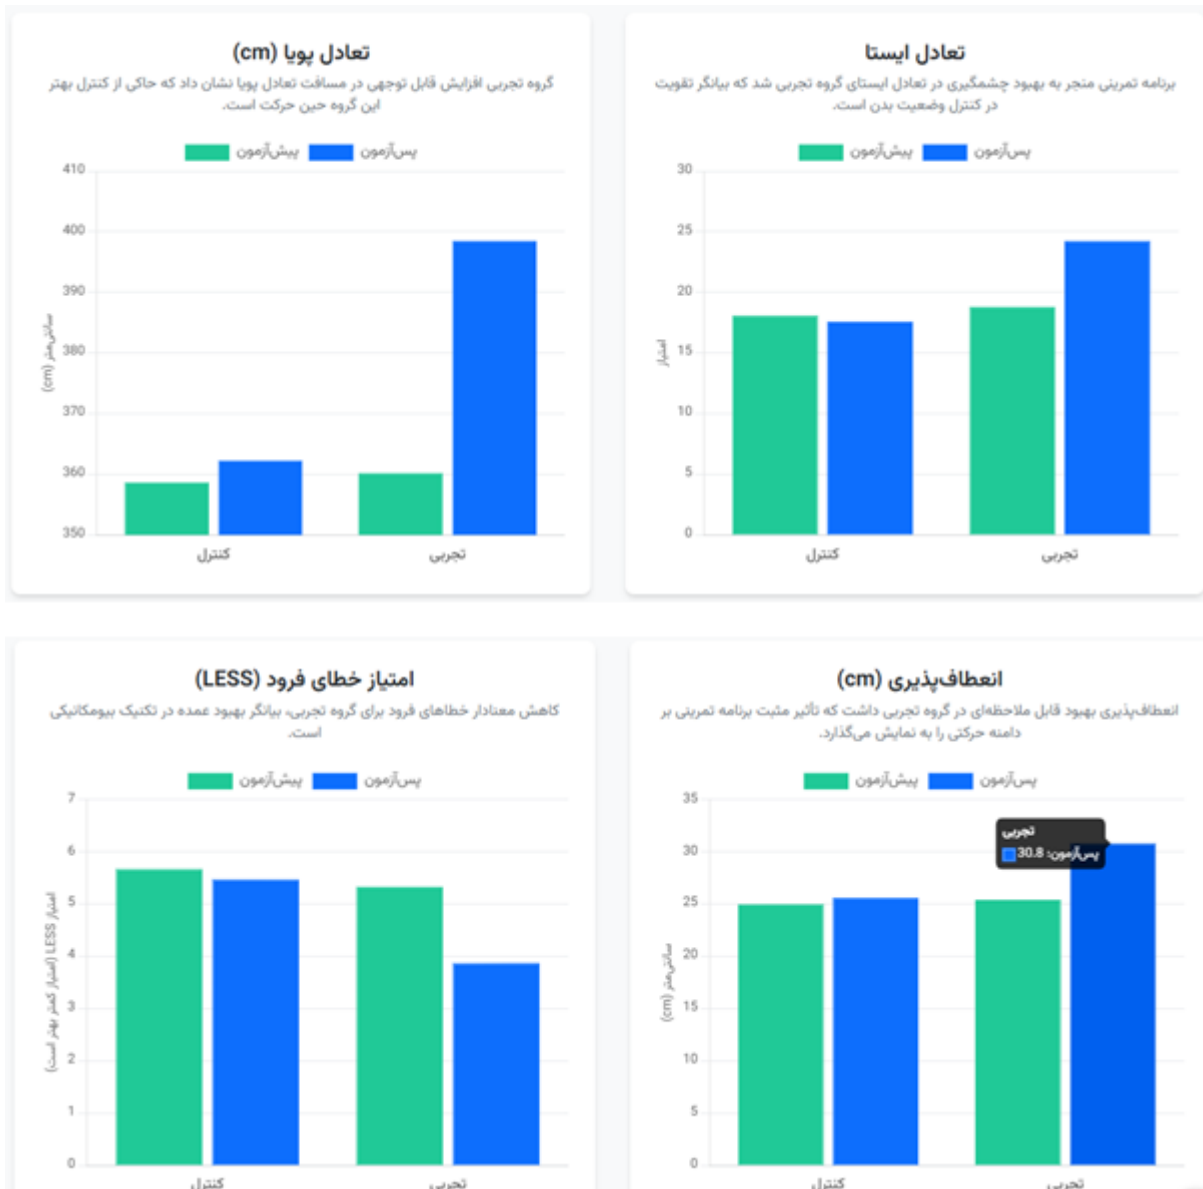 تعادل ایستا
برنامه تمرینی منجر به بهبود چشمگیری در تعادل ایستای گروه تجربی شد که بیانگر تقویت
در کنترل وضعیت بدن است.
پیش‌آزمون پس‌آزمون
30
25
20
15
10
5
0
امتیاز
کنترل تجربی
تعادل پویا (cm)
گروه تجربی افزایش قابل توجهی در مسافت تعادل پویا نشان داد که حاکی از کنترل بهتر
این گروه حین حرکت است.
پیش‌آزمون پس‌آزمون
410
400
390
380
370
360
350
سانتی‌متر (cm)
کنترل تجربی
انعطاف‌پذیری (cm)
انعطاف‌پذیری بهبود قابل ملاحظه‌ای در گروه تجربی داشت که تأثیر مثبت برنامه تمرینی بر
دامنه حرکتی را به نمایش می‌گذارد.
پیش‌آزمون پس‌آزمون
35
30
25
20
15
10
5
0
سانتی‌متر (cm)
تجربی
پس‌آزمون: 30.8
کنترل تجربی
امتیاز خطای فرود (LESS)
کاهش معنادار خطاهای فرود برای گروه تجربی، بیانگر بهبود عمده در تکنیک بیومکانیکی
است.
پیش‌آزمون پس‌آزمون
7
6
5
4
3
2
1
0
امتیاز LESS (امتیاز کمتر بهتر است)
کنترل تجربی